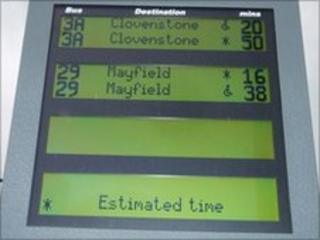 Bus Destination mins
3A Clovenstone ♿ 20
3A Clovenstone * 50
29 Mayfield * 16
29 Mayfield ♿ 38
* Estimated time